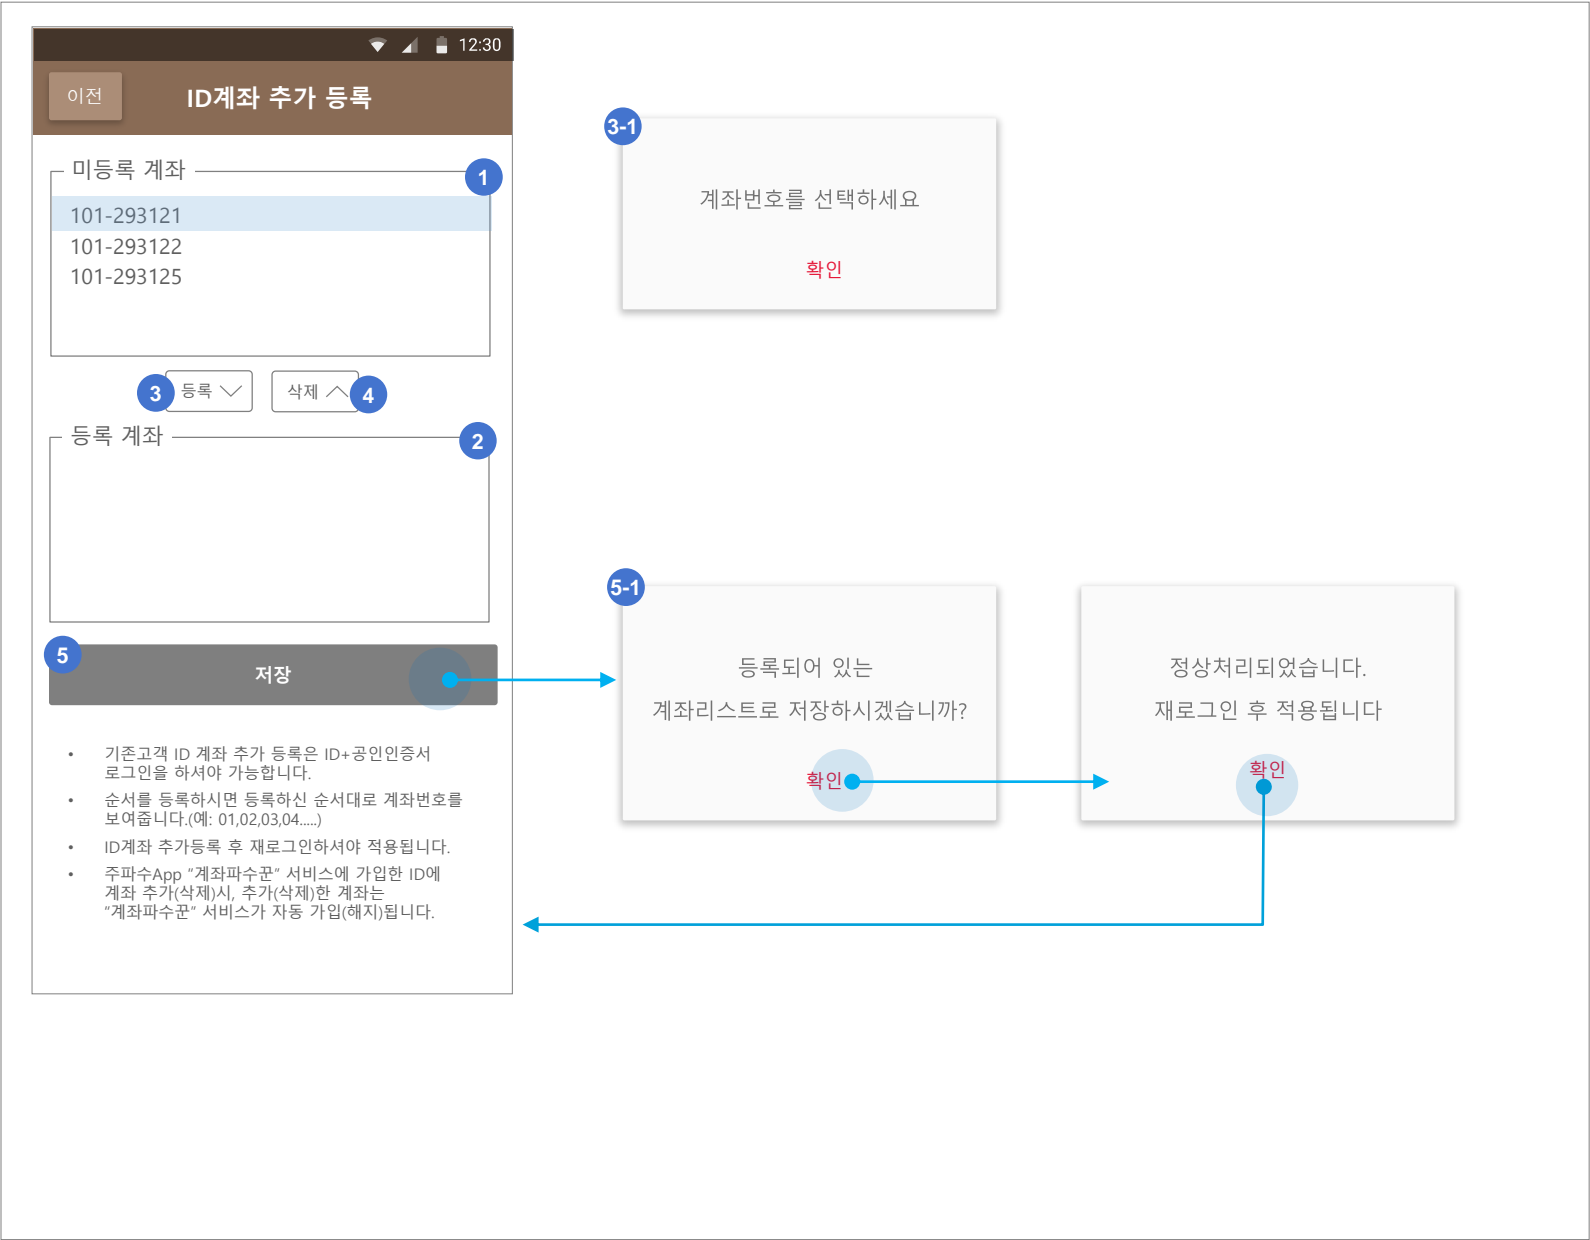 12:30
이전
ID계좌 추가 등록
3-1
계좌번호를 선택하세요
확인
미등록 계좌
1
101-293121
101-293122
101-293125
3
등록
삭제
4
등록 계좌
2
5
저장
5-1
등록되어 있는
계좌리스트로 저장하시겠습니까?
확인
정상처리되었습니다.
재로그인 후 적용됩니다
확인
• 기존고객 ID 계좌 추가 등록은 ID+공인인증서
로그인을 하셔야 가능합니다.
• 순서를 등록하시면 등록하신 순서대로 계좌번호를
보여줍니다.(예: 01,02,03,04.....)
• ID계좌 추가등록 후 재로그인하셔야 적용됩니다.
• 주파수App "계좌파수꾼" 서비스에 가입한 ID에
계좌 추가(삭제)시, 추가(삭제)한 계좌는
"계좌파수꾼" 서비스가 자동 가입(해지)됩니다.